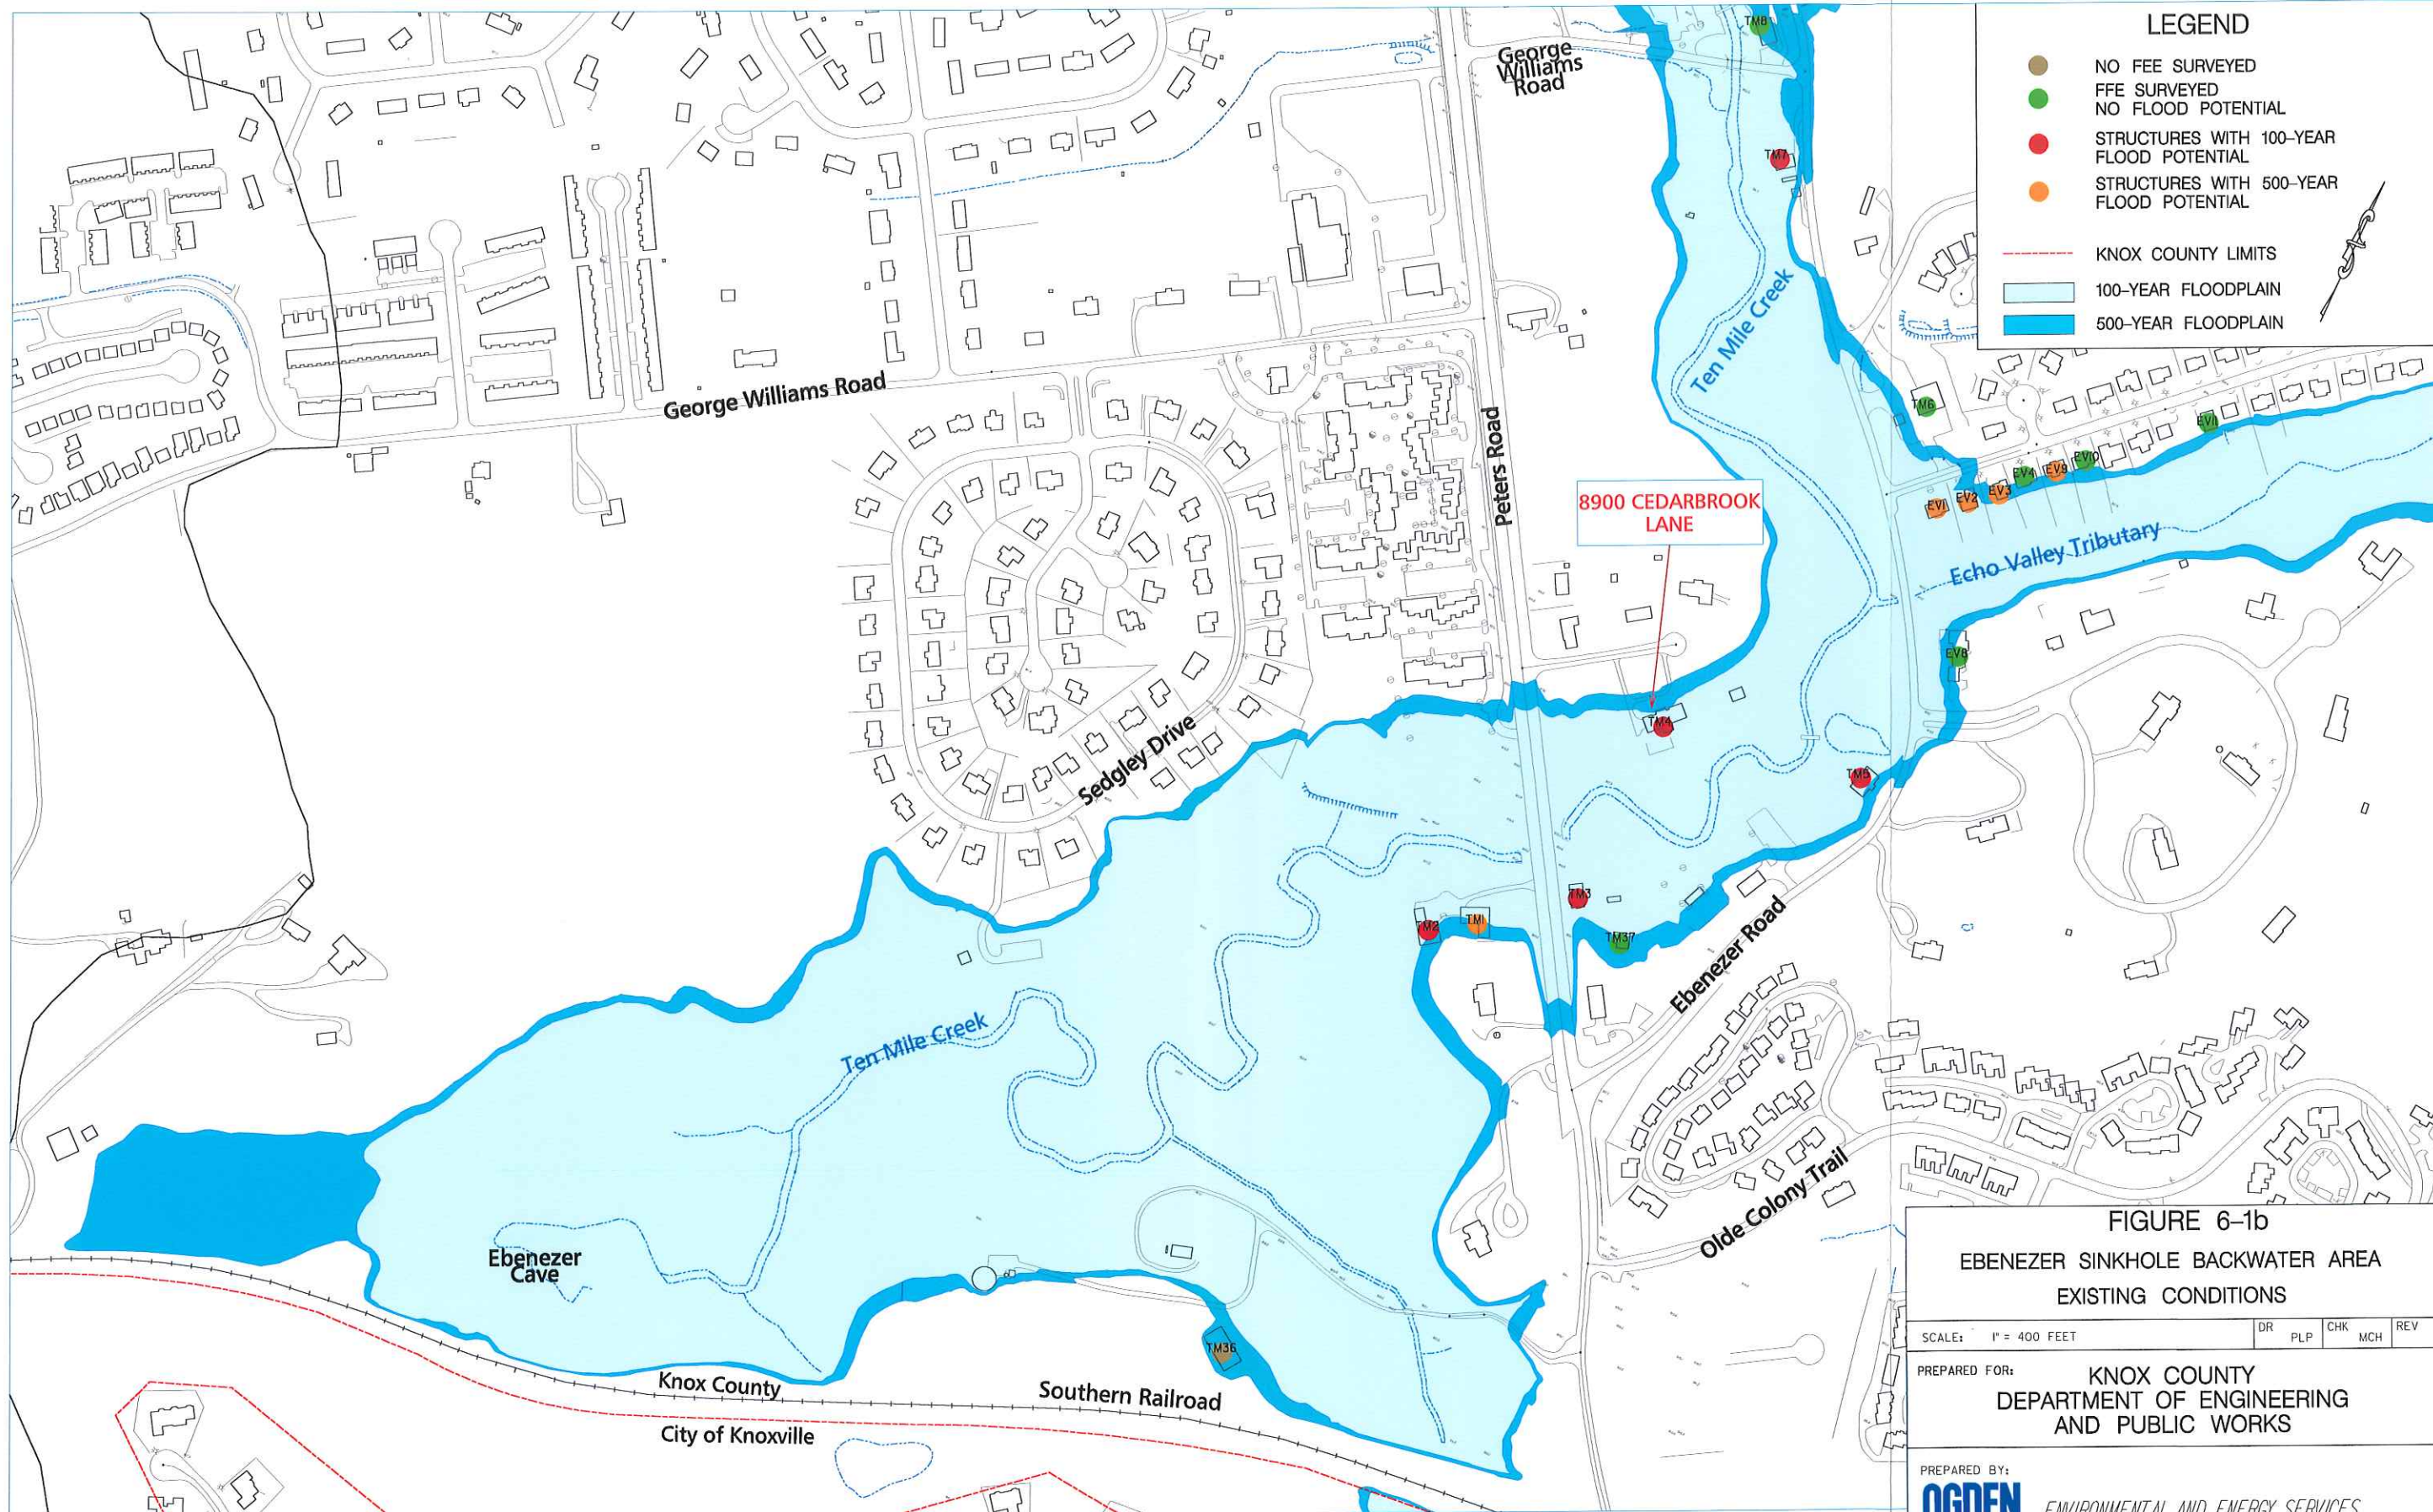 LEGEND
NO FEE SURVEYED
FFE SURVEYED
NO FLOOD POTENTIAL
STRUCTURES WITH 100-YEAR
FLOOD POTENTIAL
STRUCTURES WITH 500-YEAR
FLOOD POTENTIAL
KNOX COUNTY LIMITS
100-YEAR FLOODPLAIN
500-YEAR FLOODPLAIN
TM8
George
Williams
Road
TM7
Ten Mile Creek
George Williams Road
Peters Road
TM6
EV11
EV10
EV9
EV4
EV3
EV2
EV1
8900 CEDARBROOK
LANE
Echo Valley Tributary
EV8
TM4
Sedgley Drive
TM5
TM3
TM2
TM1
TM37
Ebenezer Road
Ten Mile Creek
Olde Colony Trail
Ebenezer
Cave
TM36
Knox County
Southern Railroad
City of Knoxville
FIGURE 6-1b
EBENEZER SINKHOLE BACKWATER AREA
EXISTING CONDITIONS
SCALE: 1" = 400 FEET
DR PLP
CHK MCH
REV
PREPARED FOR:
KNOX COUNTY
DEPARTMENT OF ENGINEERING
AND PUBLIC WORKS
PREPARED BY:
OGDEN ENVIRONMENTAL AND ENERGY SERVICES